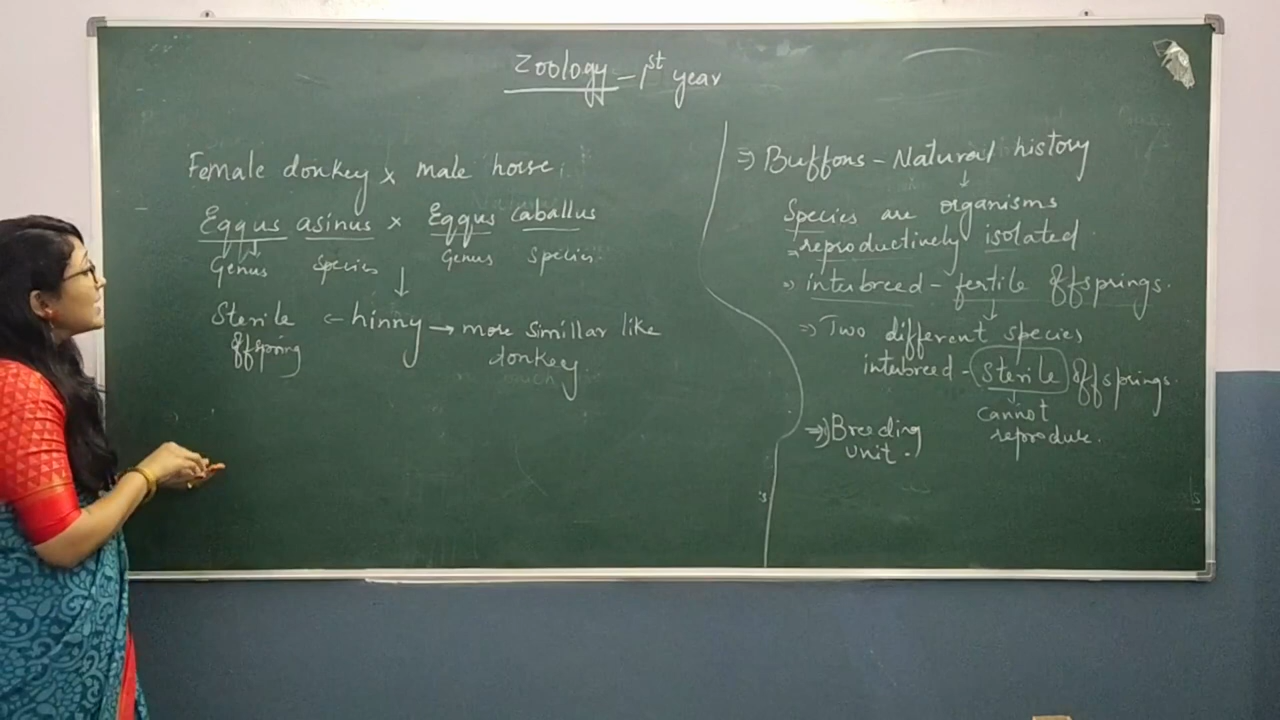 Zoology - 1st year
Female donkey x male horse.
Eqqus asinus x Eqqus caballus
Genus Species Genus Species
Sterile ← hinny → more simillar like
offspring donkey.
⇒ Buffons - Natural history
Species are organisms
⇒ reproductively isolated.
⇒ interbreed - fertile offsprings.
⇒ Two different species
interbreed - Sterile offsprings.
cannot
reproduce.
⇒ Breeding
unit.